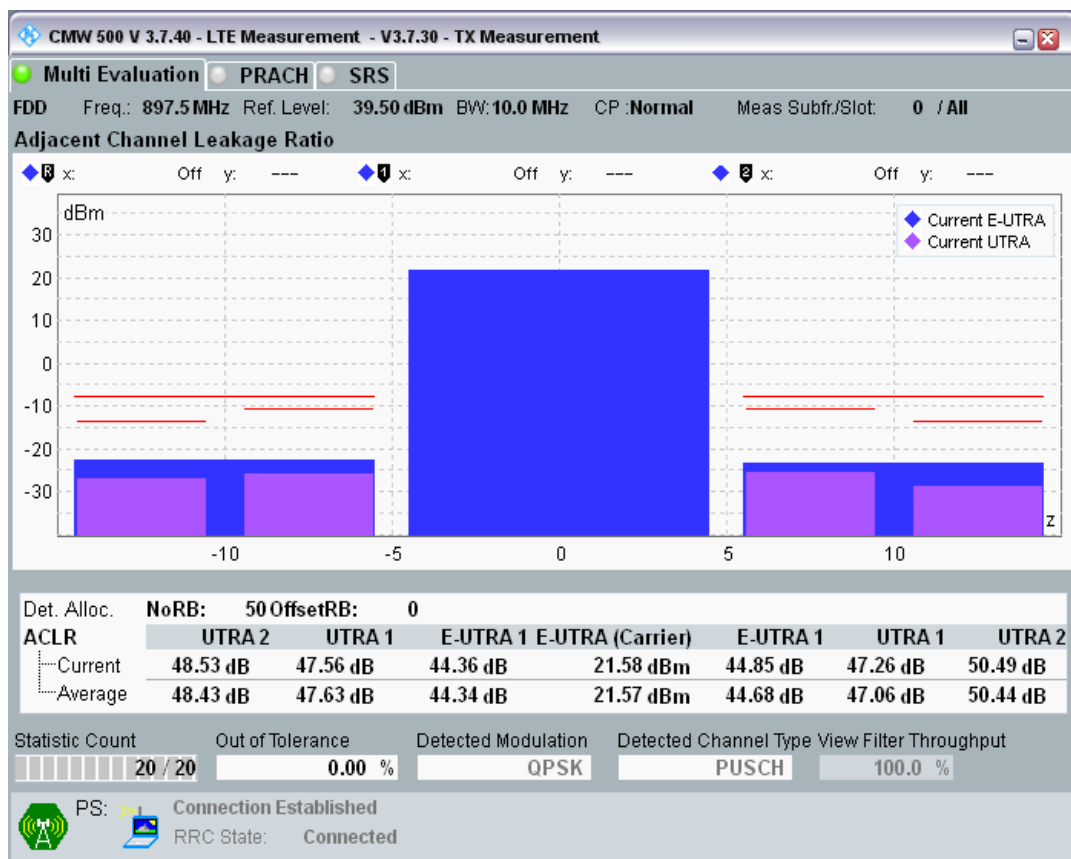 CMW 500 V 3.7.40 - LTE Measurement - V3.7.30 - TX Measurement
Multi Evaluation PRACH SRS
FDD Freq.: 897.5 MHz Ref. Level: 39.50 dBm BW: 10.0 MHz CP :Normal Meas Subfr./Slot: 0 / All
Adjacent Channel Leakage Ratio
R x: Off y: --- 1 x: Off y: --- 2 x: Off y: ---
dBm
Current E-UTRA
Current UTRA
30
20
10
0
-10
-20
-30
z
-10 -5 0 5 10
Det. Alloc. NoRB: 50 OffsetRB: 0
ACLR UTRA 2 UTRA 1 E-UTRA 1 E-UTRA (Carrier) E-UTRA 1 UTRA 1 UTRA 2
Current 48.53 dB 47.56 dB 44.36 dB 21.58 dBm 44.85 dB 47.26 dB 50.49 dB
Average 48.43 dB 47.63 dB 44.34 dB 21.57 dBm 44.68 dB 47.06 dB 50.44 dB
Statistic Count Out of Tolerance Detected Modulation Detected Channel Type View Filter Throughput
20 / 20 0.00 % QPSK PUSCH 100.0 %
PS: Connection Established
RRC State: Connected